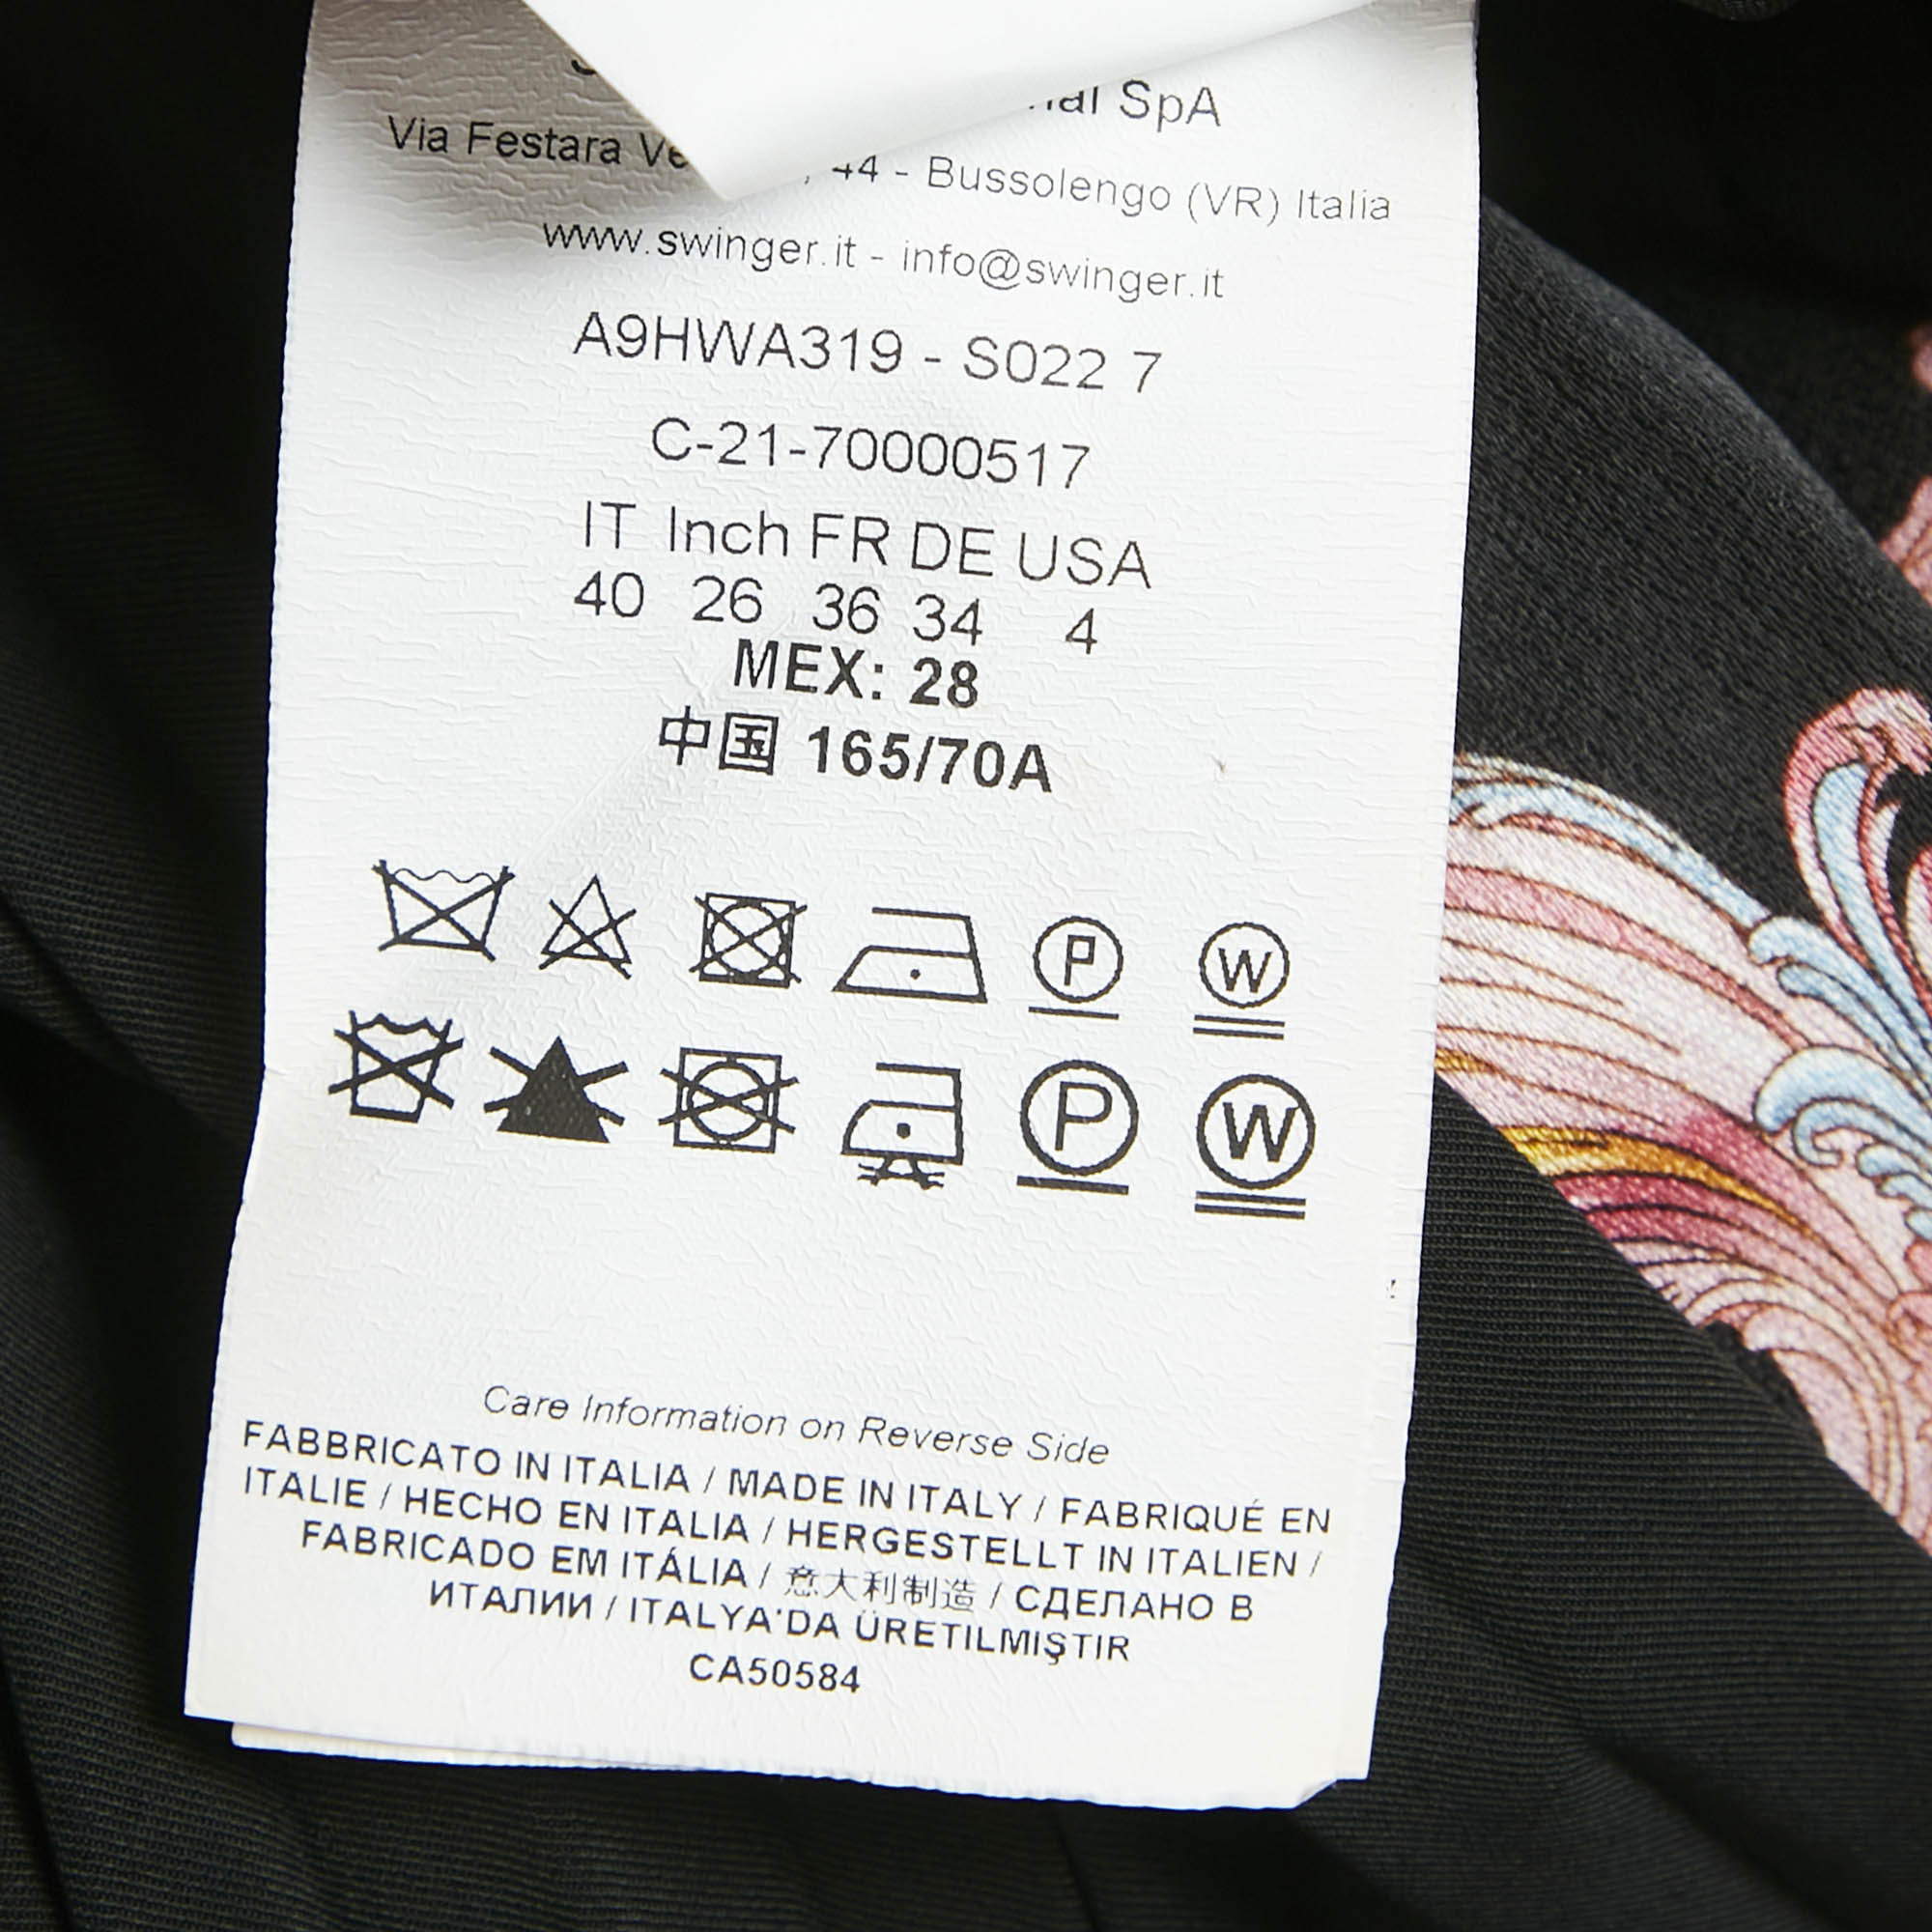 SpA
Via Festara 44 - Bussolengo (VR) Italia
www.swinger.it - info@swinger.it
A9HWA319 - S022 7
C-21-70000517
IT Inch FR DE USA
40 26 36 34 4
MEX: 28
中国 165/70A
P W
P W
Care Information on Reverse Side
FABBRICATO IN ITALIA / MADE IN ITALY / FABRIQUÉ EN
ITALIE / HECHO EN ITALIA / HERGESTELLT IN ITALIEN /
FABRICADO EM ITÁLIA / 意大利制造 / СДЕЛАНО В
ИТАЛИИ / ITALYA'DA ÜRETILMIŞTIR
CA50584